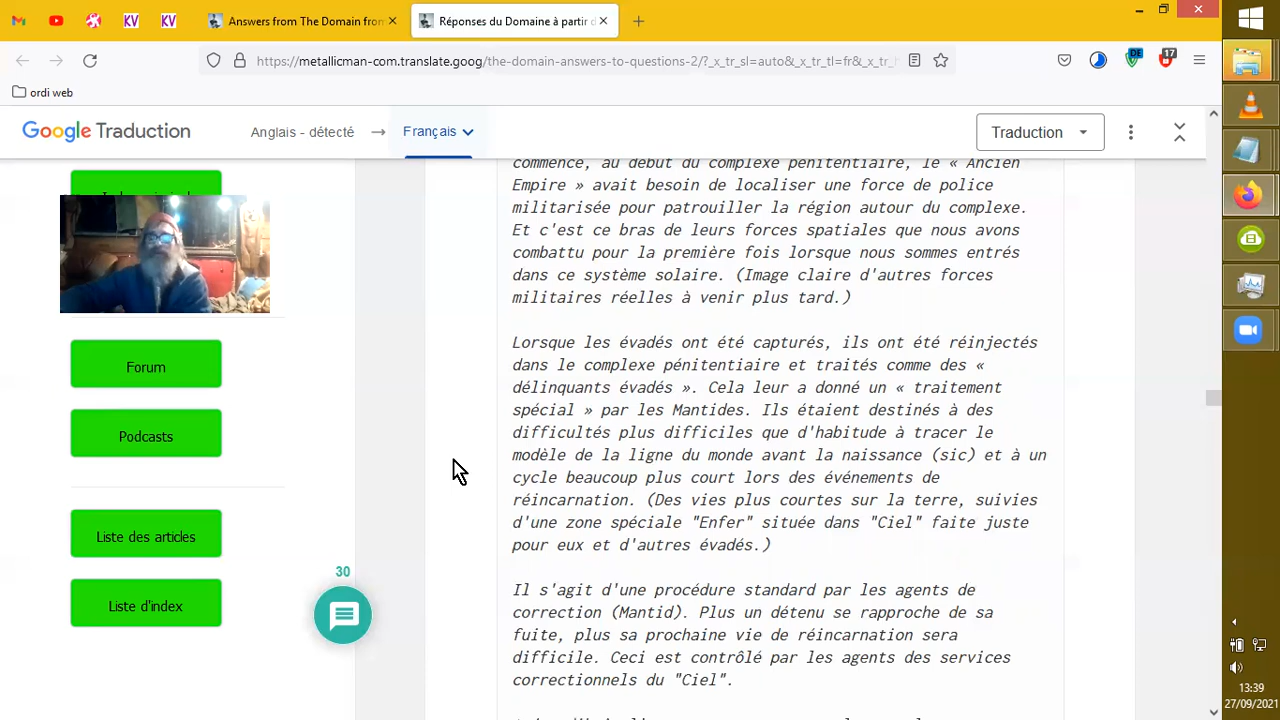 Answers from The Domain fron
Réponses du Domaine à partir d
KV
KV
DE
17
https://metallicman-com.translate.goog/the-domain-answers-to-questions-2/?_x_tr_sl=auto&_x_tr_tl=fr&_x_tr_h
ordi web
Google Traduction
Anglais - détecté
Français
Traduction
Forum
Podcasts
Liste des articles
Liste d'index
30
commence, au début du complexe pénitentiaire, le « Ancien
Empire » avait besoin de localiser une force de police
militarisée pour patrouiller la région autour du complexe.
Et c'est ce bras de leurs forces spatiales que nous avons
combattu pour la première fois lorsque nous sommes entrés
dans ce système solaire. (Image claire d'autres forces
militaires réelles à venir plus tard.)
Lorsque les évadés ont été capturés, ils ont été réinjectés
dans le complexe pénitentiaire et traités comme des «
délinquants évadés ». Cela leur a donné un « traitement
spécial » par les Mantides. Ils étaient destinés à des
difficultés plus difficiles que d'habitude à tracer le
modèle de la ligne du monde avant la naissance (sic) et à un
cycle beaucoup plus court lors des événements de
réincarnation. (Des vies plus courtes sur la terre, suivies
d'une zone spéciale "Enfer" située dans "Ciel" faite juste
pour eux et d'autres évadés.)
Il s'agit d'une procédure standard par les agents de
correction (Mantid). Plus un détenu se rapproche de sa
fuite, plus sa prochaine vie de réincarnation sera
difficile. Ceci est contrôlé par les agents des services
correctionnels du "Ciel".
13:39
27/09/2021